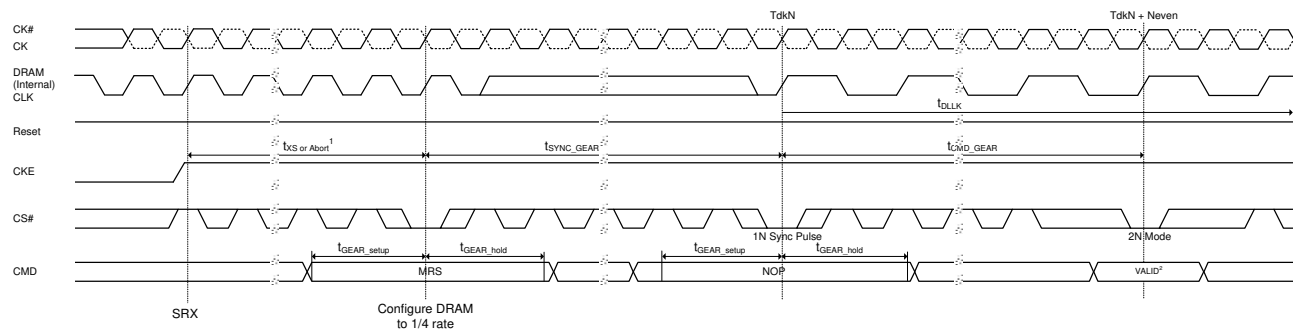 TdkN TdkN + Neven
CK#
CK
DRAM
(Internal)
CLK
tDLLK
Reset
tXS or Abort1 tSYNC_GEAR tCMD_GEAR
CKE
CS#
1N Sync Pulse 2N Mode
tGEAR_setup tGEAR_hold tGEAR_setup tGEAR_hold
CMD MRS NOP VALID2
SRX Configure DRAM
to 1/4 rate